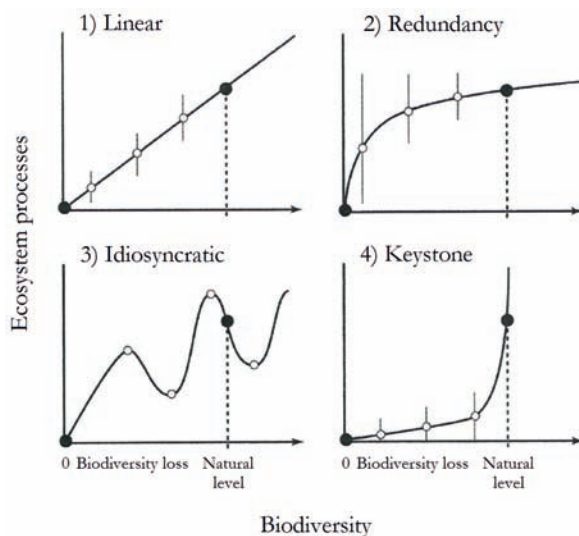 1) Linear
2) Redundancy
Ecosystem processes
3) Idiosyncratic
4) Keystone
0 Biodiversity loss Natural level
0 Biodiversity loss Natural level
Biodiversity